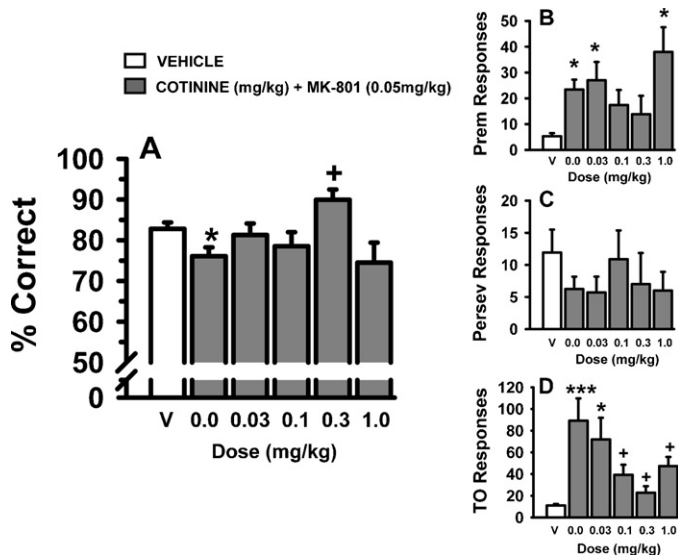 VEHICLE
COTININE (mg/kg) + MK-801 (0.05mg/kg)
A
% Correct
100
90
80
70
60
50
0
*
+
V 0.0 0.03 0.1 0.3 1.0
Dose (mg/kg)
B
Prem Responses
50
40
30
20
10
0
* * *
V 0.0 0.03 0.1 0.3 1.0
Dose (mg/kg)
C
Persev Responses
20
15
10
5
0
V 0.0 0.03 0.1 0.3 1.0
Dose (mg/kg)
D
TO Responses
120
100
80
60
40
20
0
*** * + + +
V 0.0 0.03 0.1 0.3 1.0
Dose (mg/kg)